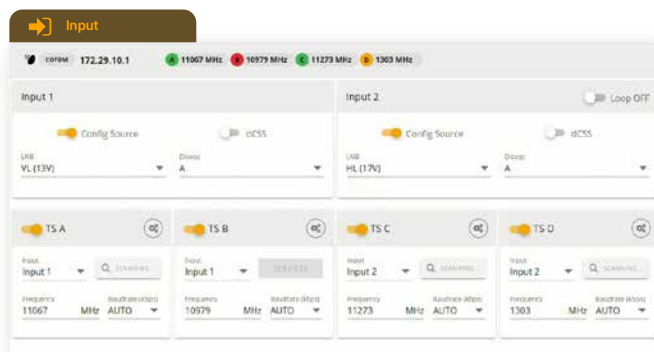 Input
COFDM 172.29.10.1 A 11067 MHz B 10979 MHz C 11273 MHz D 1303 MHz
Input 1 Input 2 Loop OFF
Config Source dCSS Config Source dCSS
LNB Diseqc LNB Diseqc
VL (13V) A HL (17V) A
TS A TS B TS C TS D
Input Input Input Input
Input 1 Input 1 Input 2 Input 2
Frequency Baudrate (kbps) Frequency Baudrate (kbps) Frequency Baudrate (kbps) Frequency Baudrate (kbps)
11067 MHz AUTO 10979 MHz AUTO 11273 MHz AUTO 1303 MHz AUTO